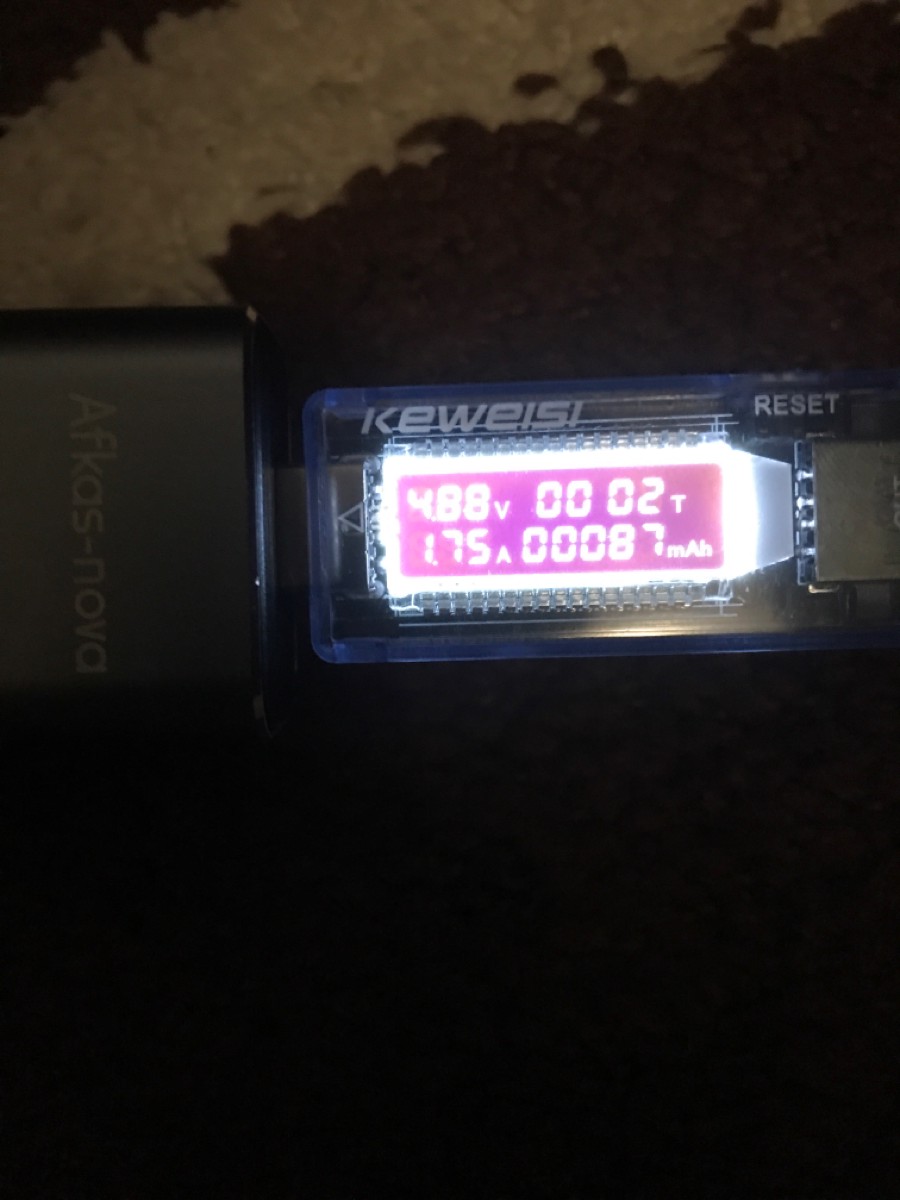 Afkas-nova
KEWEISI
RESET
4.88V 00 02T
1.75A 00087mAh